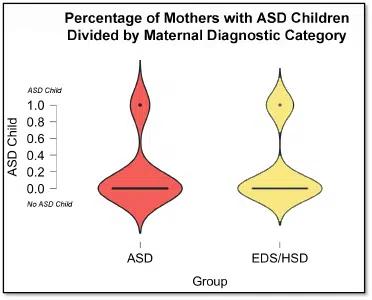 Percentage of Mothers with ASD Children
Divided by Maternal Diagnostic Category
ASD Child
1.0
0.8
0.6
0.4
0.2
0.0
No ASD Child
ASD Child
ASD
EDS/HSD
Group